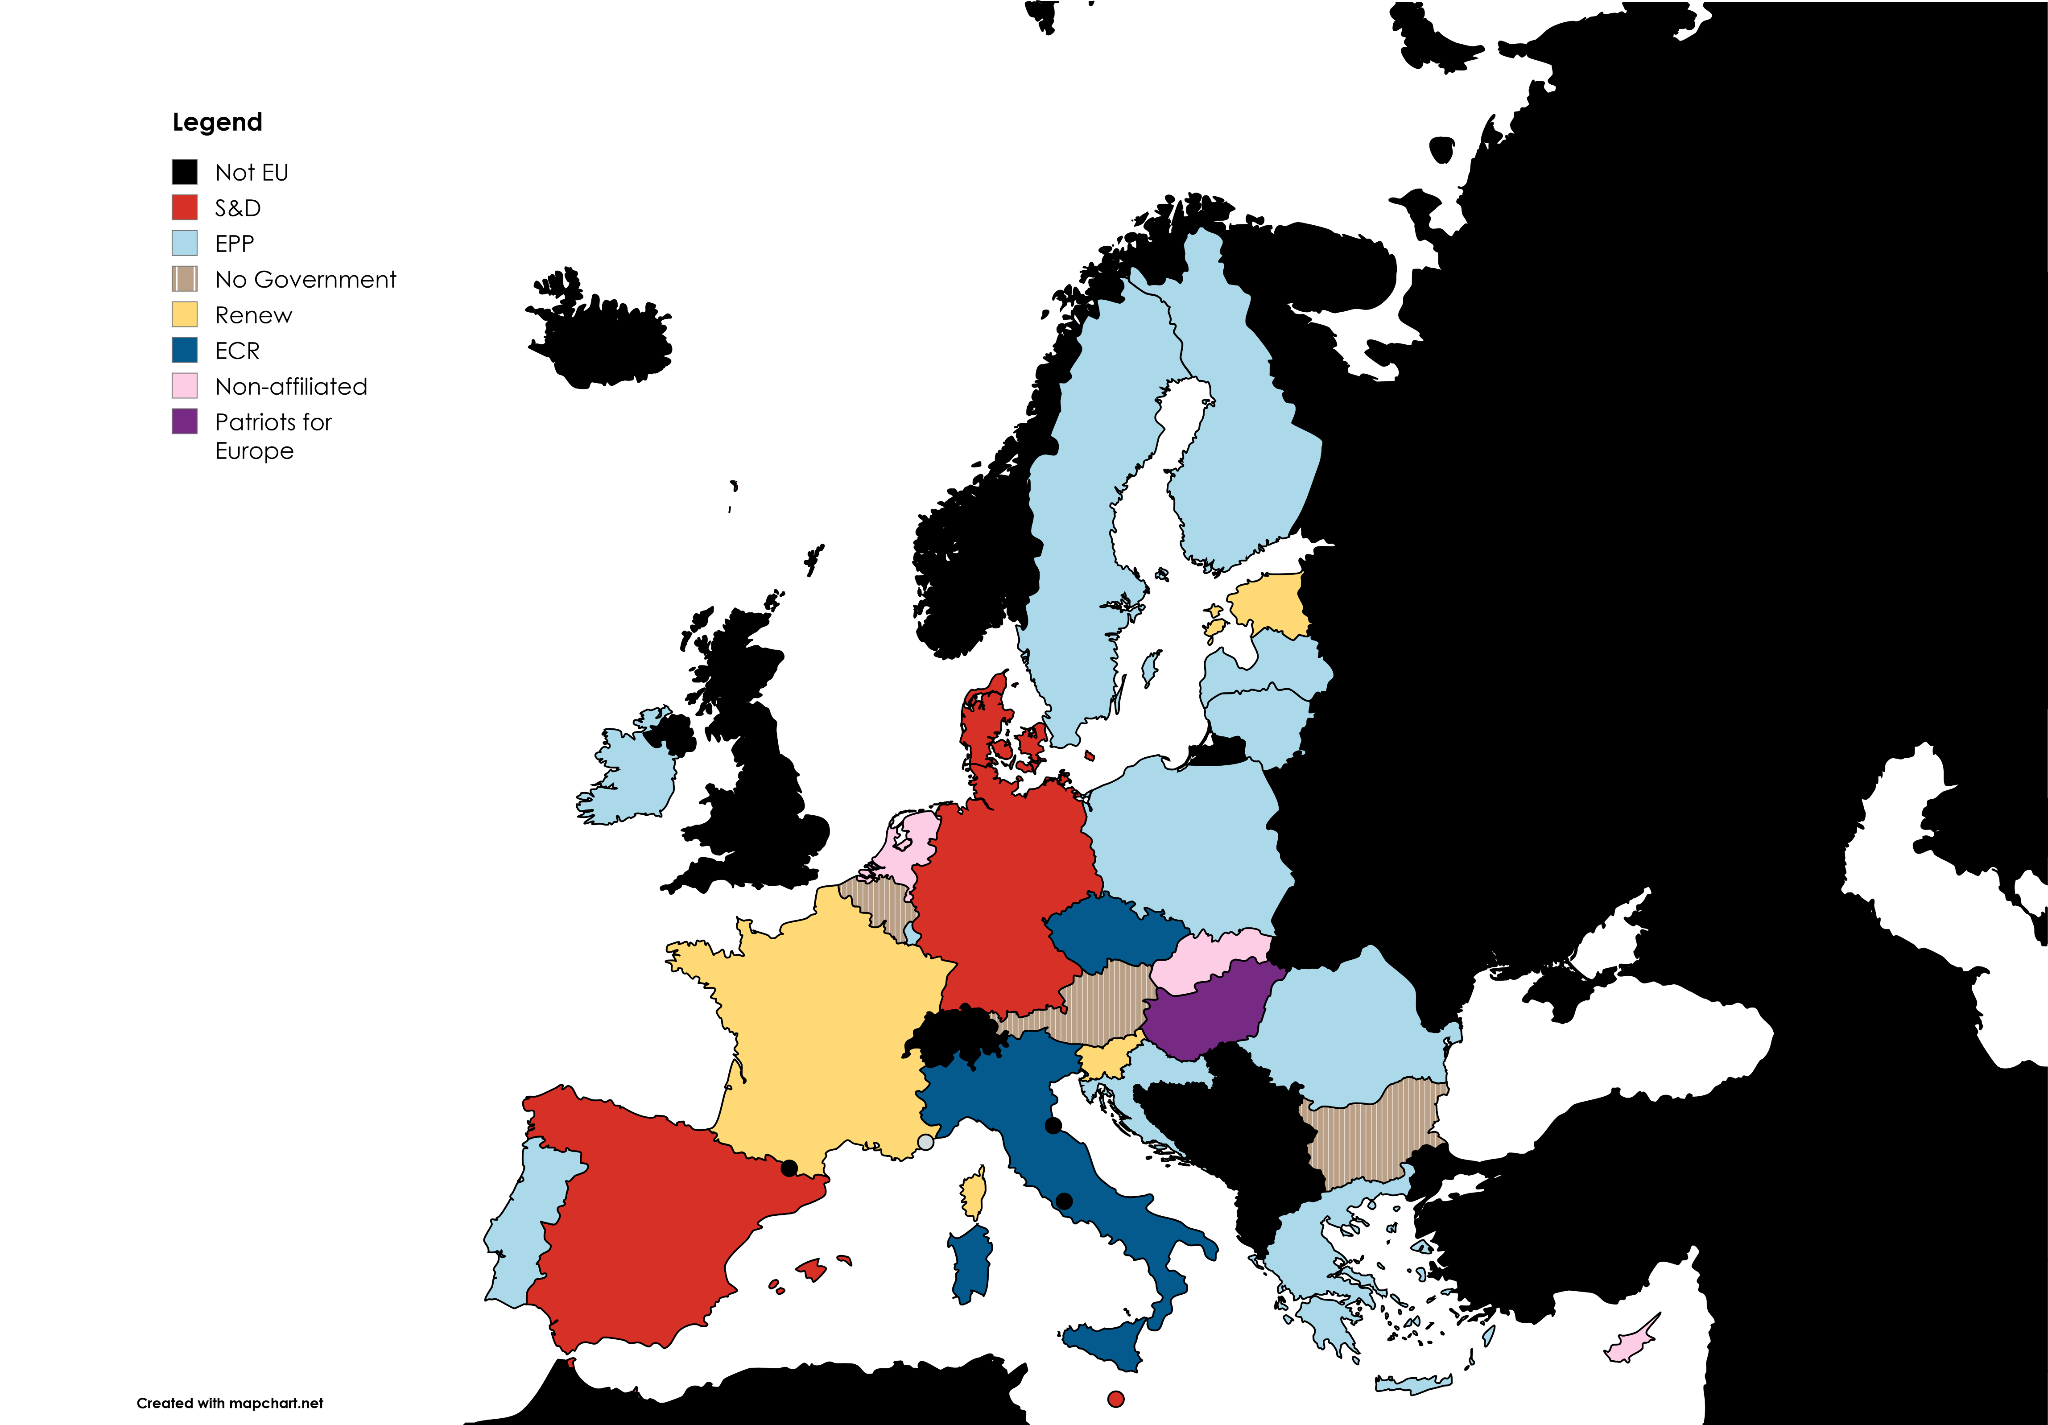 Legend
Not EU
S&D
EPP
No Government
Renew
ECR
Non-affiliated
Patriots for
Europe
Created with mapchart.net